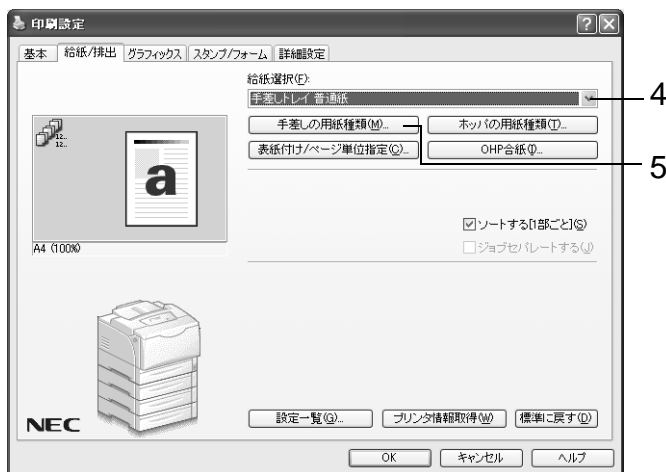 印刷設定
基本 給紙/排出 グラフィックス スタンプ/フォーム 詳細設定
給紙選択(F):
手差しトレイ 普通紙
4
手差しの用紙種類(M)... ホッパの用紙種類(T)...
表紙付け/ページ単位指定(C)... OHP合紙(I)...
5
12...
12...
a
ソートする[1部ごと](S)
ジョブセパレートする(J)
A4 (100%)
NEC
設定一覧(G)... プリンタ情報取得(W) 標準に戻す(D)
OK キャンセル ヘルプ